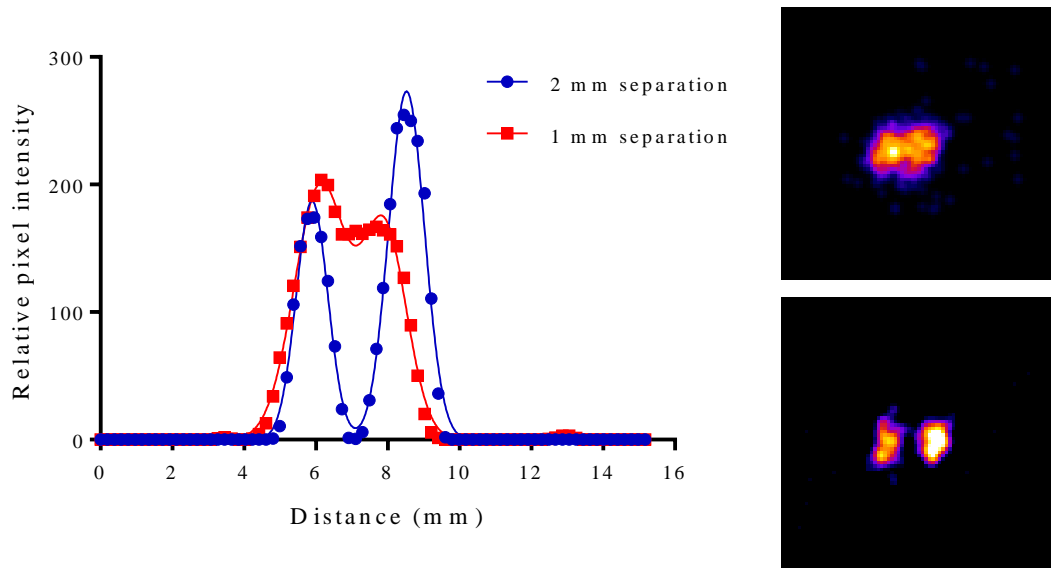 300
200
100
0
0 2 4 6 8 10 12 14 16
Relative pixel intensity
Distance (mm)
2 mm separation
1 mm separation